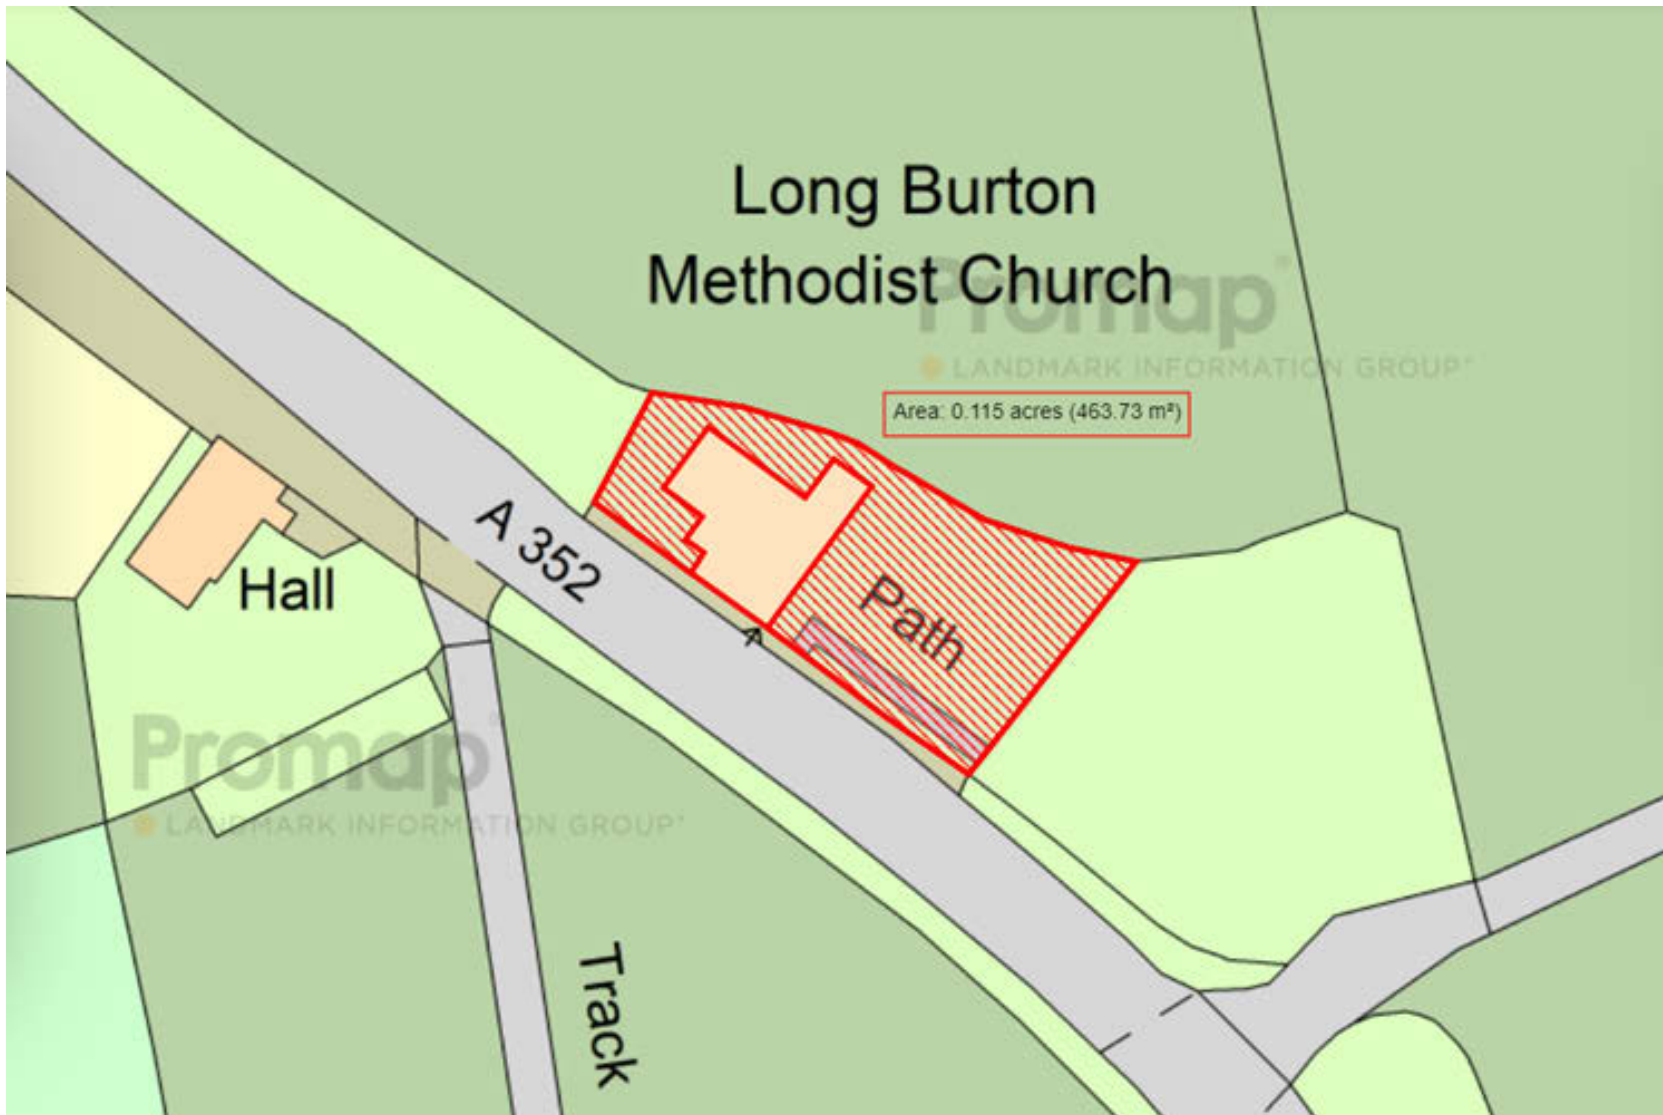 Long Burton
Methodist Church
Promap
LANDMARK INFORMATION GROUP
Area: 0.115 acres (463.73 m²)
A 352
Hall
Path
Promap
LANDMARK INFORMATION GROUP
Track